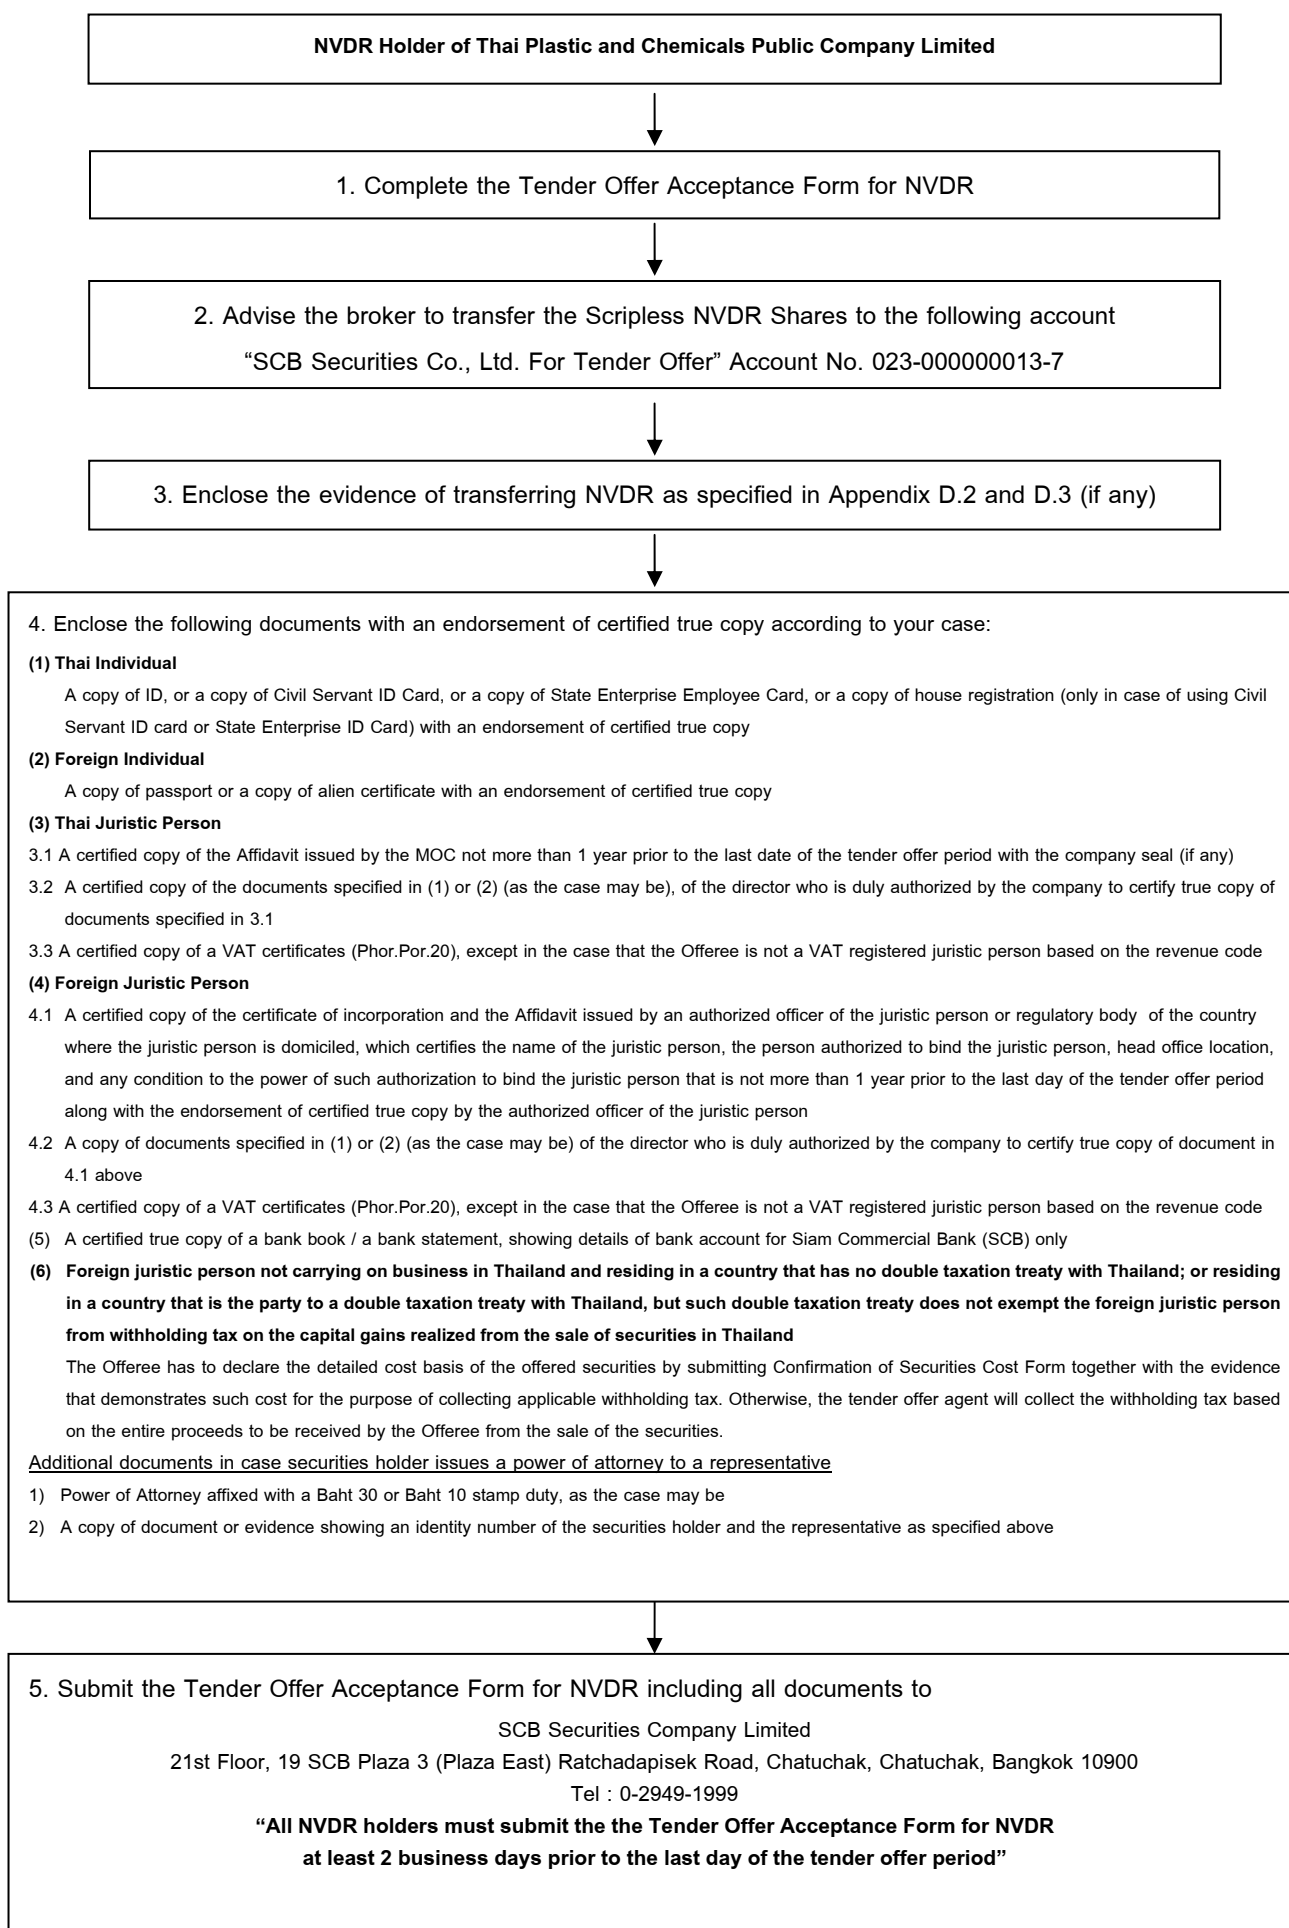 NVDR Holder of Thai Plastic and Chemicals Public Company Limited
1. Complete the Tender Offer Acceptance Form for NVDR
2. Advise the broker to transfer the Scripless NVDR Shares to the following account
“SCB Securities Co., Ltd. For Tender Offer” Account No. 023-000000013-7
3. Enclose the evidence of transferring NVDR as specified in Appendix D.2 and D.3 (if any)
4. Enclose the following documents with an endorsement of certified true copy according to your case:
(1) Thai Individual
A copy of ID, or a copy of Civil Servant ID Card, or a copy of State Enterprise Employee Card, or a copy of house registration (only in case of using Civil
Servant ID card or State Enterprise ID Card) with an endorsement of certified true copy
(2) Foreign Individual
A copy of passport or a copy of alien certificate with an endorsement of certified true copy
(3) Thai Juristic Person
3.1 A certified copy of the Affidavit issued by the MOC not more than 1 year prior to the last date of the tender offer period with the company seal (if any)
3.2 A certified copy of the documents specified in (1) or (2) (as the case may be), of the director who is duly authorized by the company to certify true copy of
documents specified in 3.1
3.3 A certified copy of a VAT certificates (Phor.Por.20), except in the case that the Offeree is not a VAT registered juristic person based on the revenue code
(4) Foreign Juristic Person
4.1 A certified copy of the certificate of incorporation and the Affidavit issued by an authorized officer of the juristic person or regulatory body of the country
where the juristic person is domiciled, which certifies the name of the juristic person, the person authorized to bind the juristic person, head office location,
and any condition to the power of such authorization to bind the juristic person that is not more than 1 year prior to the last day of the tender offer period
along with the endorsement of certified true copy by the authorized officer of the juristic person
4.2 A copy of documents specified in (1) or (2) (as the case may be) of the director who is duly authorized by the company to certify true copy of document in
4.1 above
4.3 A certified copy of a VAT certificates (Phor.Por.20), except in the case that the Offeree is not a VAT registered juristic person based on the revenue code
(5) A certified true copy of a bank book / a bank statement, showing details of bank account for Siam Commercial Bank (SCB) only
(6) Foreign juristic person not carrying on business in Thailand and residing in a country that has no double taxation treaty with Thailand; or residing
in a country that is the party to a double taxation treaty with Thailand, but such double taxation treaty does not exempt the foreign juristic person
from withholding tax on the capital gains realized from the sale of securities in Thailand
The Offeree has to declare the detailed cost basis of the offered securities by submitting Confirmation of Securities Cost Form together with the evidence
that demonstrates such cost for the purpose of collecting applicable withholding tax. Otherwise, the tender offer agent will collect the withholding tax based
on the entire proceeds to be received by the Offeree from the sale of the securities.
Additional documents in case securities holder issues a power of attorney to a representative
1) Power of Attorney affixed with a Baht 30 or Baht 10 stamp duty, as the case may be
2) A copy of document or evidence showing an identity number of the securities holder and the representative as specified above
5. Submit the Tender Offer Acceptance Form for NVDR including all documents to
SCB Securities Company Limited
21st Floor, 19 SCB Plaza 3 (Plaza East) Ratchadapisek Road, Chatuchak, Chatuchak, Bangkok 10900
Tel : 0-2949-1999
“All NVDR holders must submit the the Tender Offer Acceptance Form for NVDR
at least 2 business days prior to the last day of the tender offer period”